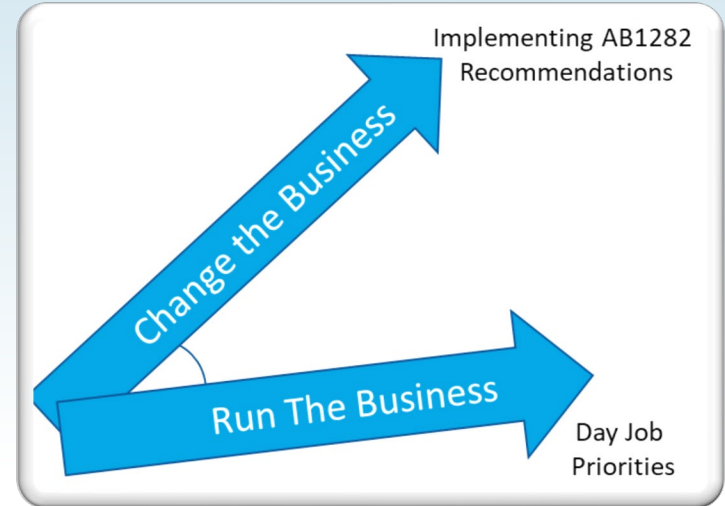 Implementing AB1282
Recommendations
Change the Business
Run The Business
Day Job
Priorities